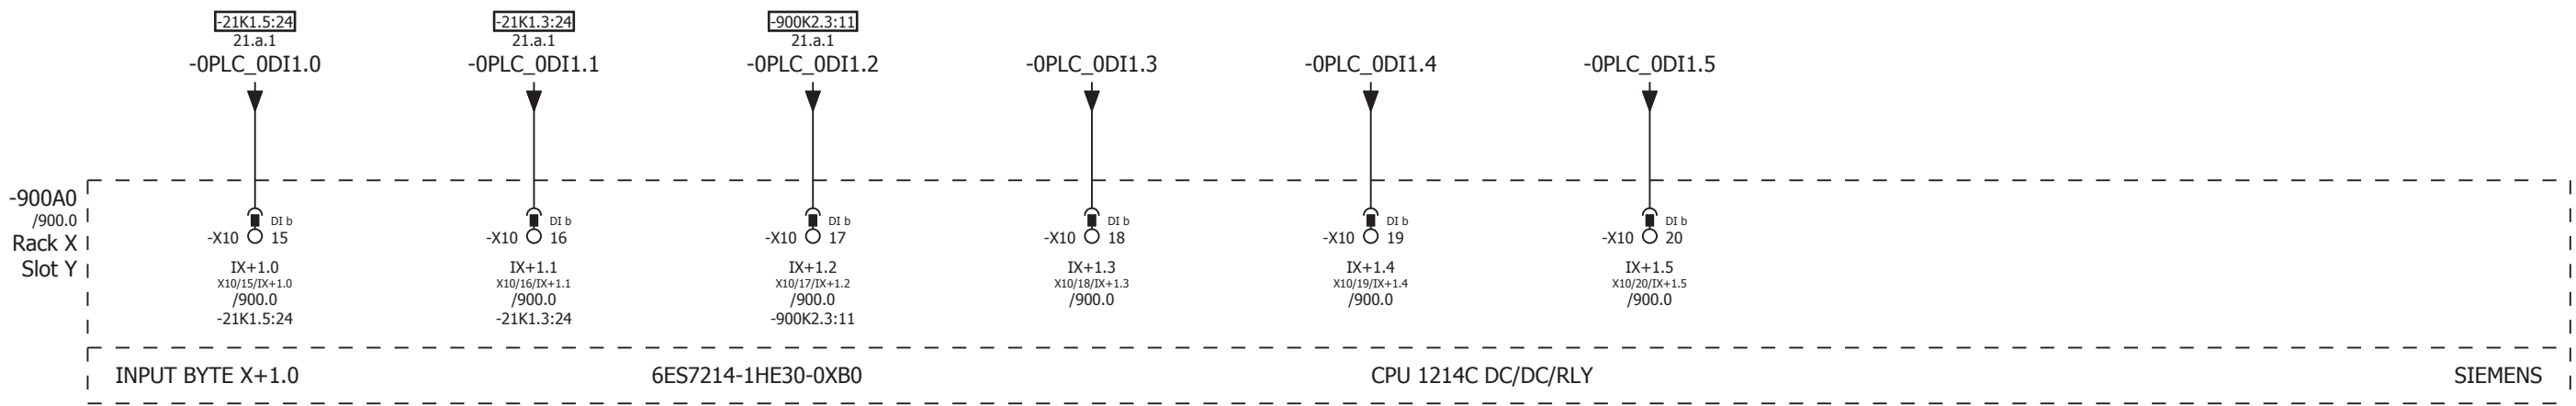 -21K1.5:24 -21K1.3:24 -900K2.3:11
21.a.1 21.a.1 21.a.1
-0PLC_0DI1.0 -0PLC_0DI1.1 -0PLC_0DI1.2 -0PLC_0DI1.3 -0PLC_0DI1.4 -0PLC_0DI1.5
-900A0
/900.0
Rack X
Slot Y
DI b DI b DI b DI b DI b DI b
-X10 15 -X10 16 -X10 17 -X10 18 -X10 19 -X10 20
IX+1.0 IX+1.1 IX+1.2 IX+1.3 IX+1.4 IX+1.5
X10/15/IX+1.0 X10/16/IX+1.1 X10/17/IX+1.2 X10/18/IX+1.3 X10/19/IX+1.4 X10/20/IX+1.5
/900.0 /900.0 /900.0 /900.0 /900.0 /900.0
-21K1.5:24 -21K1.3:24 -900K2.3:11
INPUT BYTE X+1.0 6ES7214-1HE30-0XB0 CPU 1214C DC/DC/RLY SIEMENS